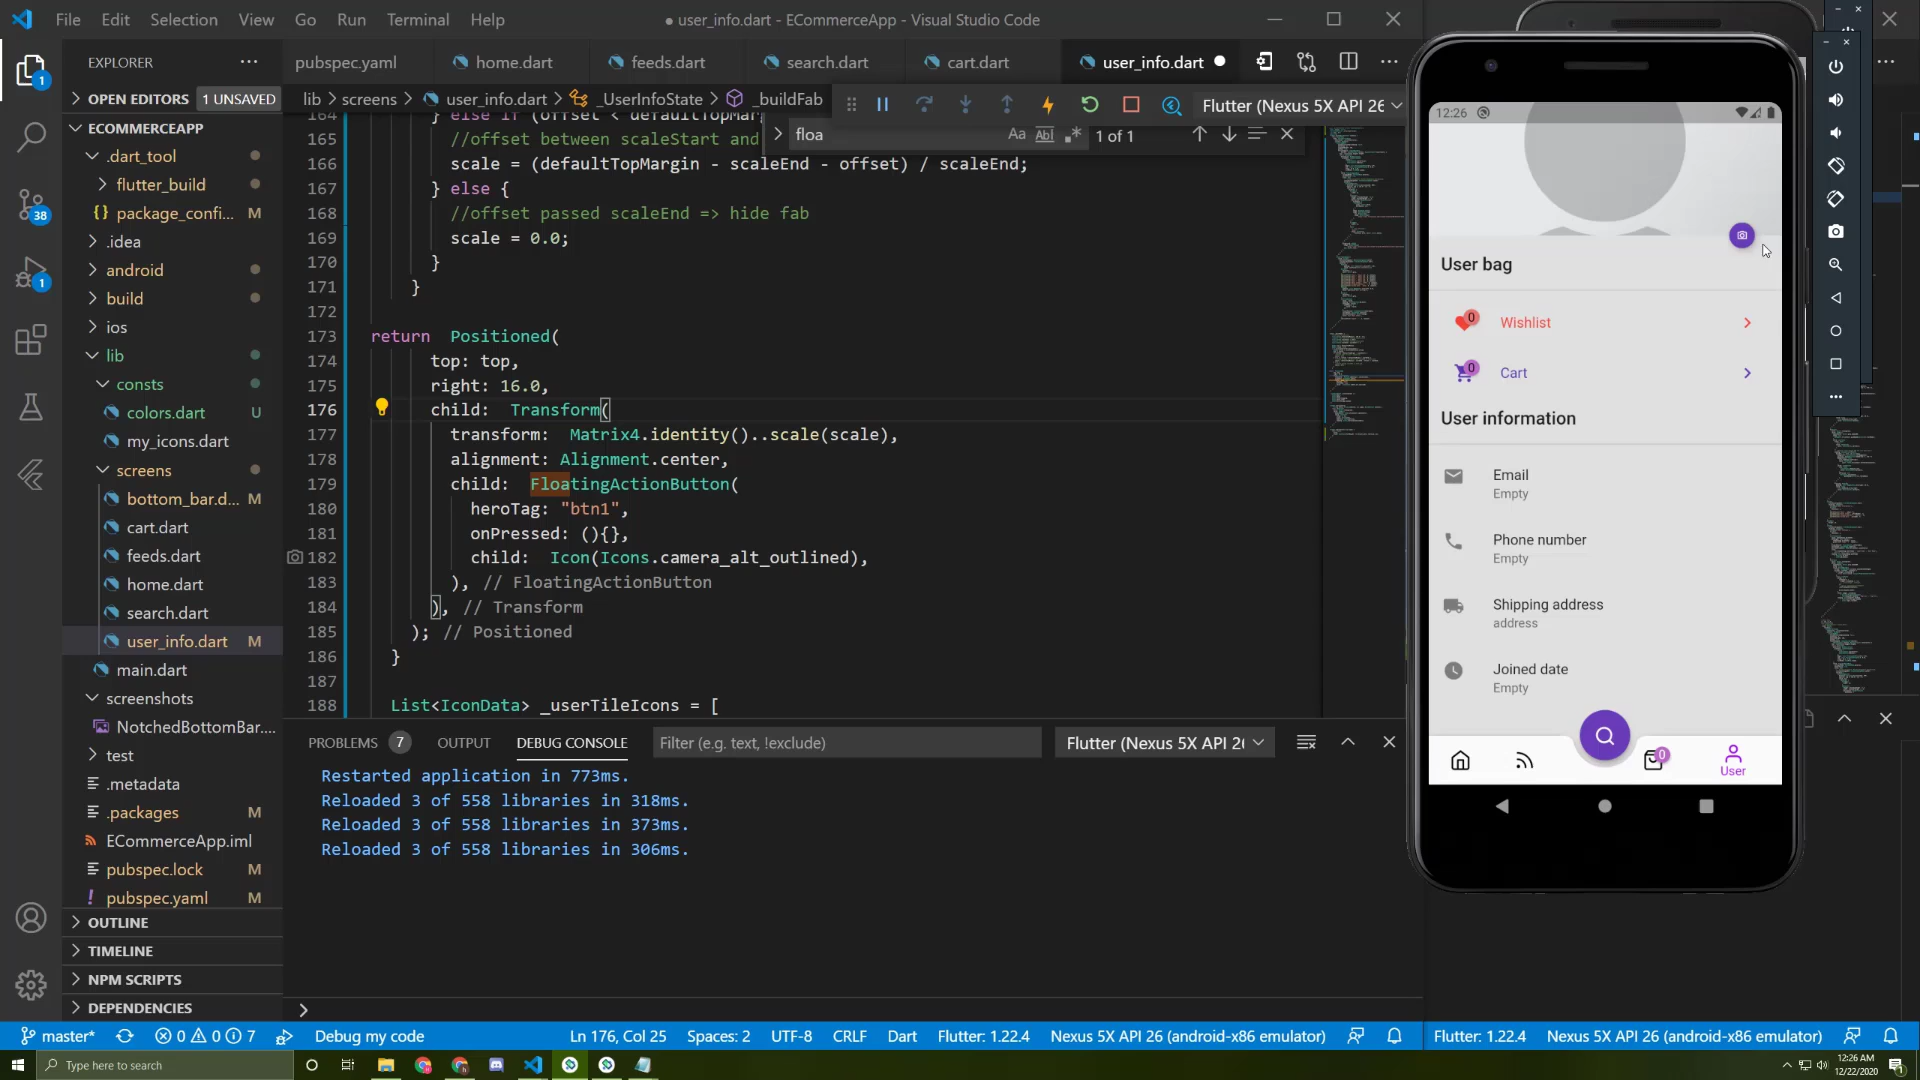 File Edit Selection View Go Run Terminal Help
● user_info.dart - ECommerceApp - Visual Studio Code
EXPLORER
pubspec.yaml home.dart feeds.dart search.dart cart.dart user_info.dart
OPEN EDITORS 1 UNSAVED
lib > screens > user_info.dart > _UserInfoState > _buildFab
Flutter (Nexus 5X API 26
floa
Aa Abl .* 1 of 1
ECOMMERCEAPP
.dart_tool
flutter_build
{} package_confi... M
.idea
android
build
ios
lib
consts
colors.dart U
my_icons.dart
screens
bottom_bar.d... M
cart.dart
feeds.dart
home.dart
search.dart
user_info.dart M
main.dart
screenshots
NotchedBottomBar....
test
.metadata
.packages M
ECommerceApp.iml
pubspec.lock M
! pubspec.yaml M
OUTLINE
TIMELINE
NPM SCRIPTS
DEPENDENCIES
1
38
1
164 } else if (offset < defaultTopMar
165 //offset between scaleStart and
166 scale = (defaultTopMargin - scaleEnd - offset) / scaleEnd;
167 } else {
168 //offset passed scaleEnd => hide fab
169 scale = 0.0;
170 }
171 }
172
173 return Positioned(
174 top: top,
175 right: 16.0,
176 child: Transform(
177 transform: Matrix4.identity()..scale(scale),
178 alignment: Alignment.center,
179 child: FloatingActionButton(
180 heroTag: "btn1",
181 onPressed: (){},
182 child: Icon(Icons.camera_alt_outlined),
183 ), // FloatingActionButton
184 ), // Transform
185 ); // Positioned
186 }
187
188 List<IconData> _userTileIcons = [
PROBLEMS 7 OUTPUT DEBUG CONSOLE
Filter (e.g. text, !exclude)
Flutter (Nexus 5X API 2
Restarted application in 773ms.
Reloaded 3 of 558 libraries in 318ms.
Reloaded 3 of 558 libraries in 373ms.
Reloaded 3 of 558 libraries in 306ms.
12:26
User bag
0 Wishlist
0 Cart
User information
Email
Empty
Phone number
Empty
Shipping address
address
Joined date
Empty
0
User
master* 0 0 7 Debug my code
Ln 176, Col 25 Spaces: 2 UTF-8 CRLF Dart Flutter: 1.22.4 Nexus 5X API 26 (android-x86 emulator)
Flutter: 1.22.4 Nexus 5X API 26 (android-x86 emulator)
Type here to search
12:26 AM
12/22/2020
1